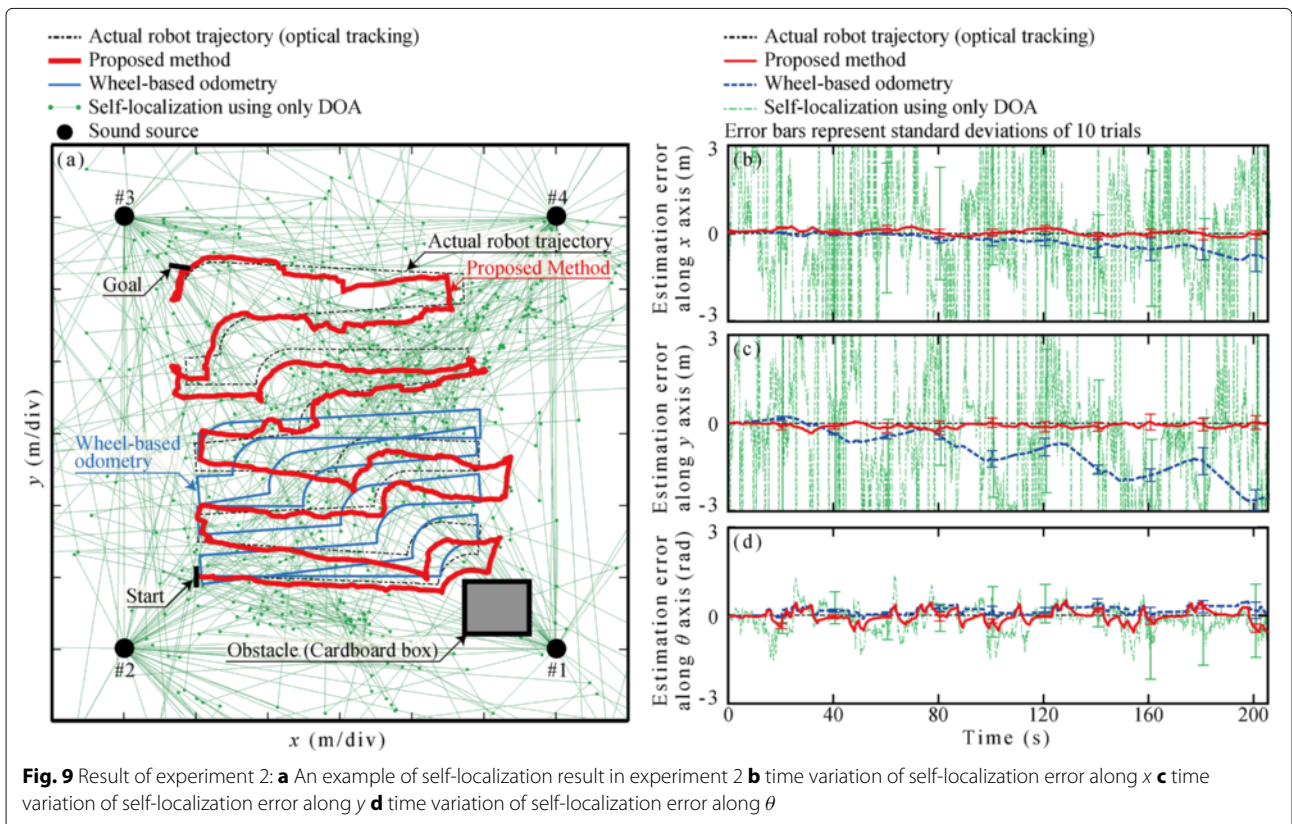 Actual robot trajectory (optical tracking)
Proposed method
Wheel-based odometry
Self-localization using only DOA
Sound source
(a)
#3
#4
Actual robot trajectory
Proposed Method
Goal
Wheel-based
odometry
Start
Obstacle (Cardboard box)
#2
#1
y (m/div)
x (m/div)
Actual robot trajectory (optical tracking)
Proposed method
Wheel-based odometry
Self-localization using only DOA
Error bars represent standard deviations of 10 trials
Estimation error
along x axis (m)
3
0
-3
(b)
Estimation error
along y axis (m)
3
0
-3
(c)
Estimation error
along θ axis (rad)
3
0
-3
(d)
0 40 80 120 160 200
Time (s)
Fig. 9 Result of experiment 2: a An example of self-localization result in experiment 2 b time variation of self-localization error along x c time
variation of self-localization error along y d time variation of self-localization error along θ